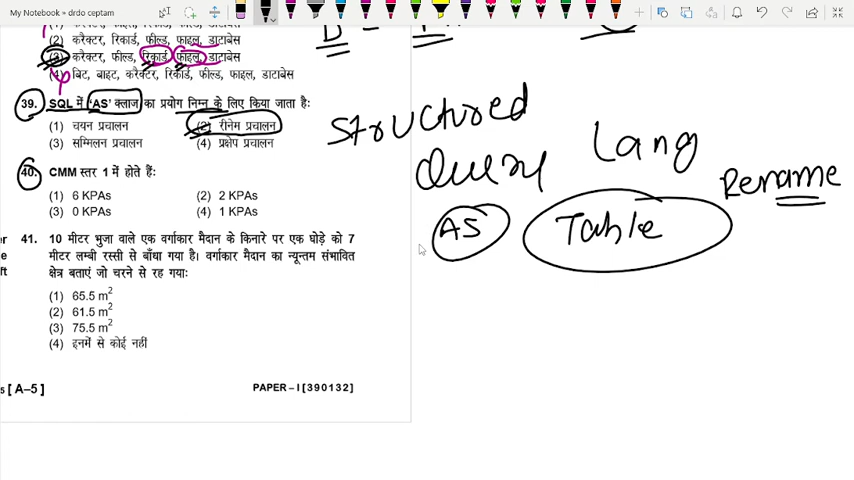 My Notebook » drdo ceptam
(2) करैक्टर, रिकार्ड, फील्ड, फाइल, डाटाबेस
(3) करैक्टर, फील्ड, रिकार्ड, फाइल, डाटाबेस
(4) बिट, बाइट, करैक्टर, रिकार्ड, फील्ड, फाइल, डाटाबेस
39. SQL में 'AS' क्लाज का प्रयोग निम्न के लिए किया जाता है:
(1) चयन प्रचालन (2) रीनेम प्रचालन
(3) सम्मिलन प्रचालन (4) प्रक्षेप प्रचालन
40. CMM स्तर 1 में होते हैं:
(1) 6 KPAs (2) 2 KPAs
(3) 0 KPAs (4) 1 KPAs
er 41. 10 मीटर भुजा वाले एक वर्गाकार मैदान के किनारे पर एक घोड़े को 7
e मीटर लम्बी रस्सी से बाँधा गया है। वर्गाकार मैदान का न्यूनतम संभावित
ft क्षेत्र बताएं जो चरने से रह गया:
(1) 65.5 m²
(2) 61.5 m²
(3) 75.5 m²
(4) इनमें से कोई नहीं
5 [A-5] PAPER – I [390132]
Structured
Query Lang
Rename
AS Table